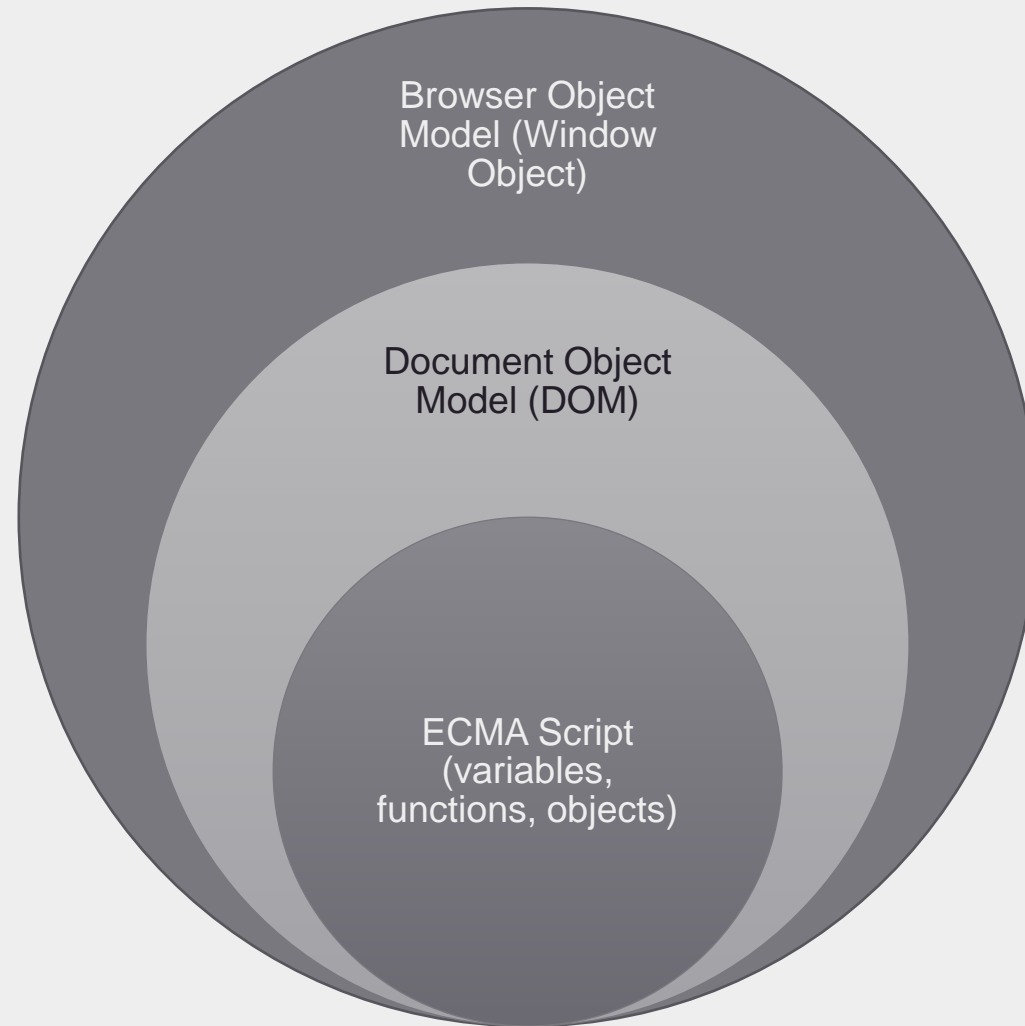 Browser Object
Model (Window
Object)
Document Object
Model (DOM)
ECMA Script
(variables,
functions, objects)